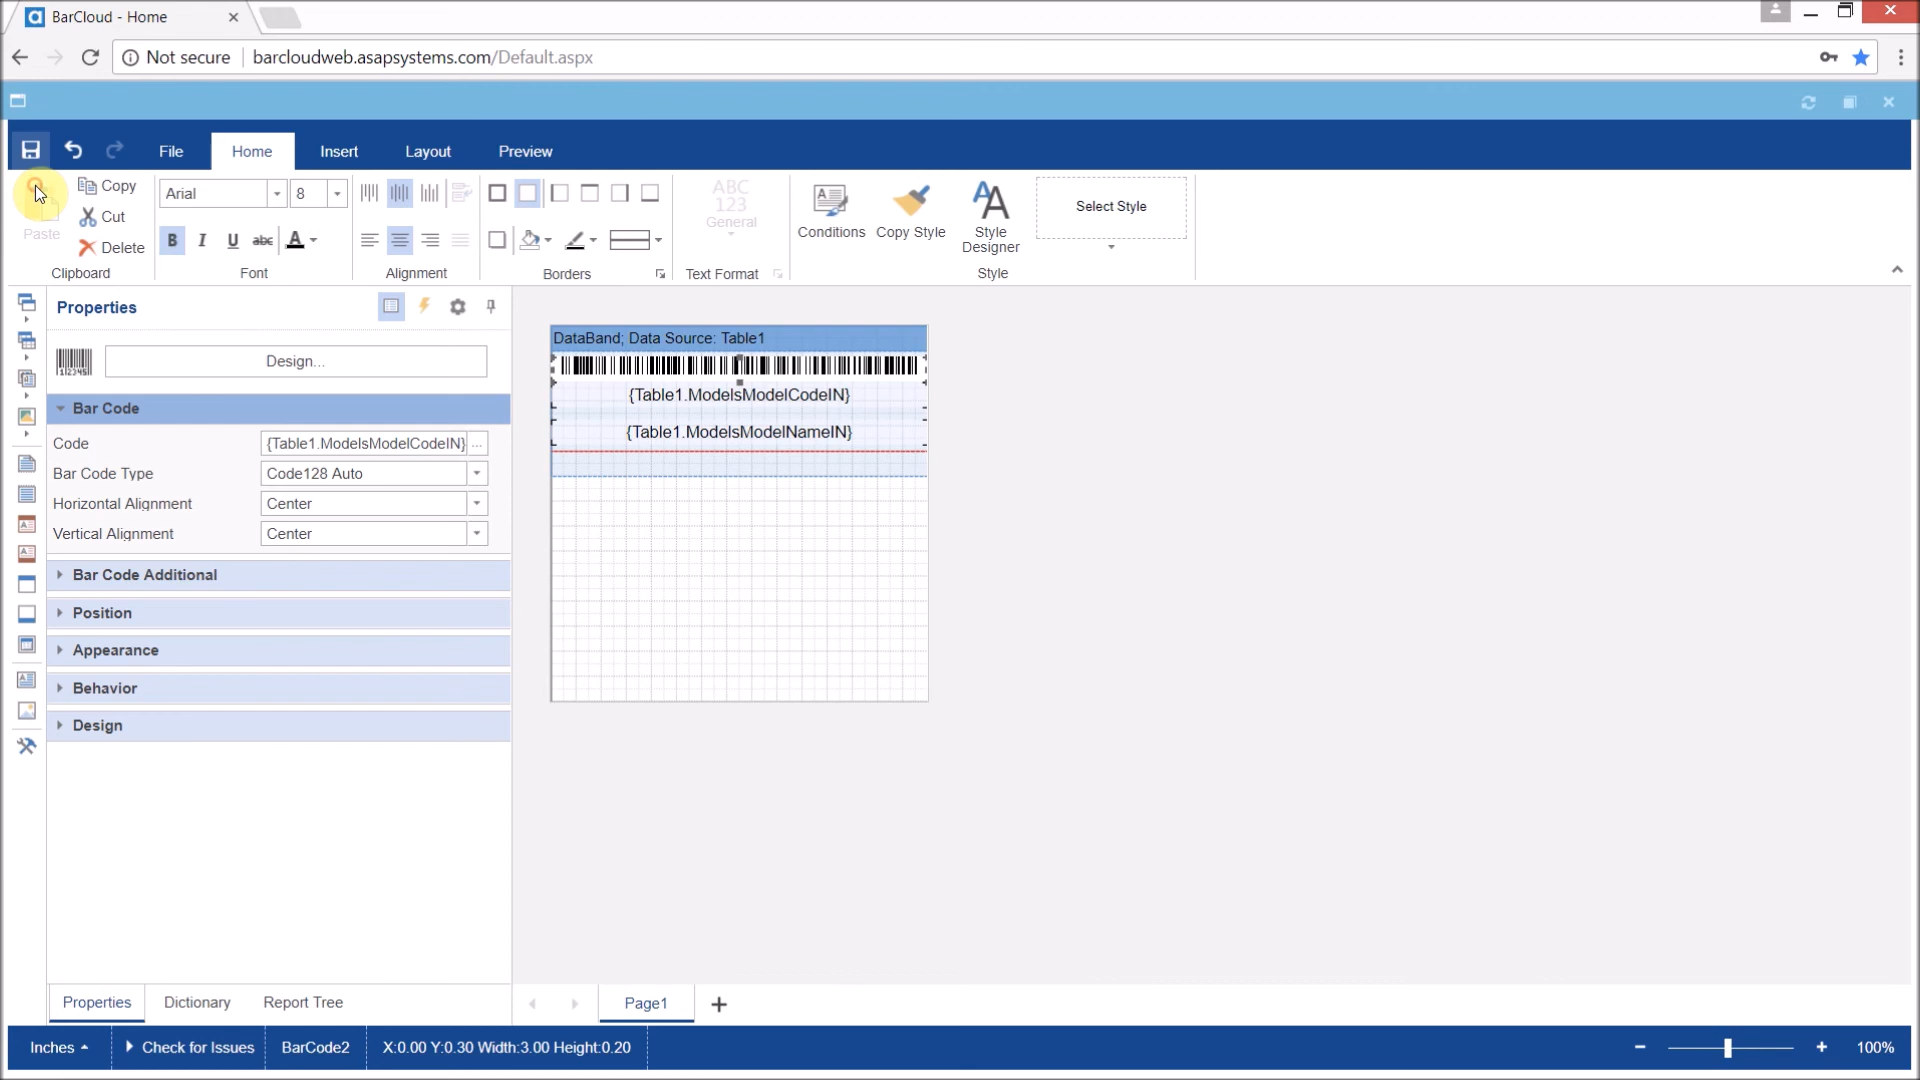 BarCloud - Home
Not secure
barcloudweb.asapsystems.com/Default.aspx
File
Home
Insert
Layout
Preview
Paste
Copy
Cut
Delete
Clipboard
Arial
8
B
I
U
abc
A
Font
Alignment
Borders
ABC
123
General
Text Format
Conditions
Copy Style
Style
Designer
Select Style
Style
Properties
Design...
Bar Code
Code
{Table1.ModelsModelCodeIN}
...
Bar Code Type
Code128 Auto
Horizontal Alignment
Center
Vertical Alignment
Center
Bar Code Additional
Position
Appearance
Behavior
Design
DataBand; Data Source: Table1
{Table1.ModelsModelCodeIN}
{Table1.ModelsModelNameIN}
Properties
Dictionary
Report Tree
Page1
Inches
Check for Issues
BarCode2
X:0.00 Y:0.30 Width:3.00 Height:0.20
100%